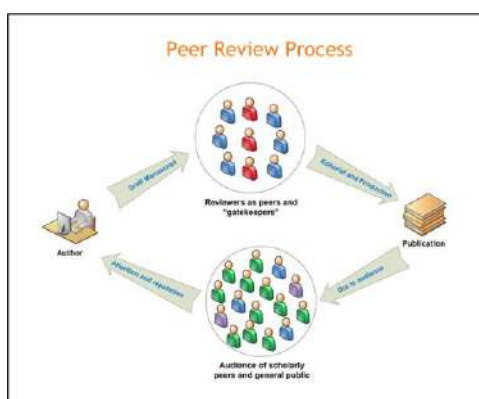 Peer Review Process
Draft Manuscript
Editorial and Production
Reviewers as peers and
"gatekeepers"
Author
Publication
Attention and reputation
Out to audience
Audience of scholarly
peers and general public